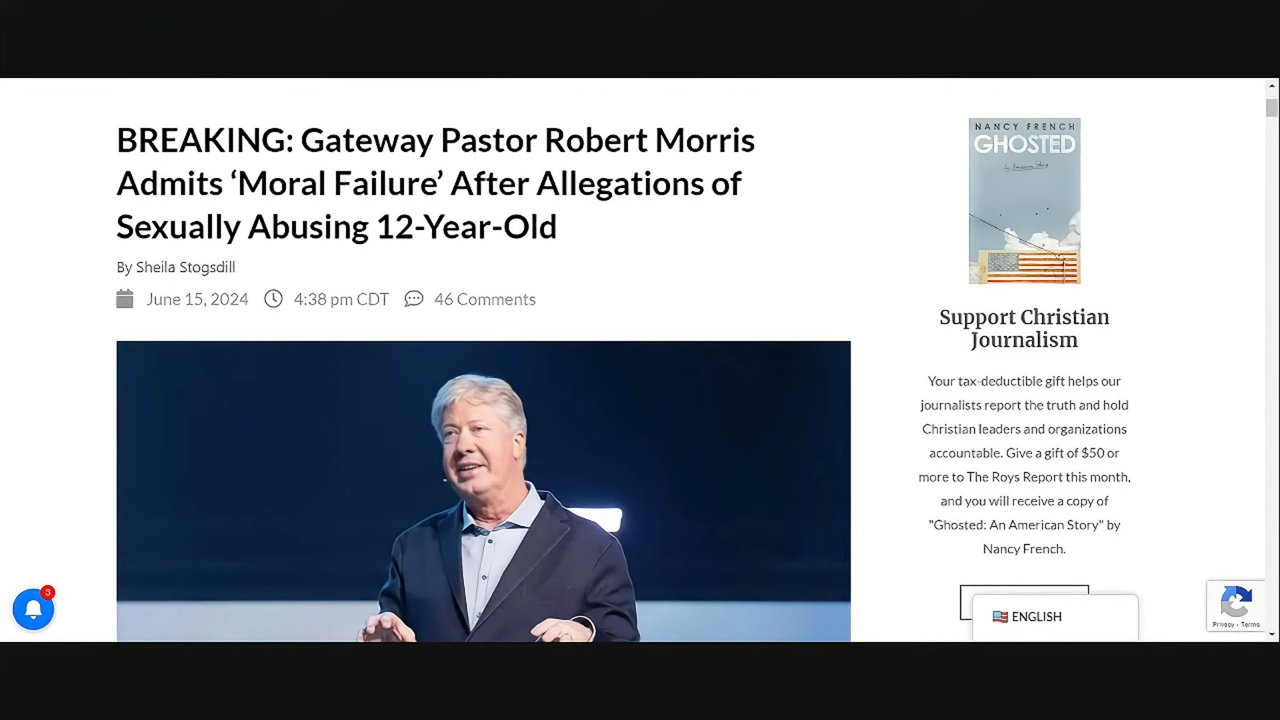 BREAKING: Gateway Pastor Robert Morris
Admits ‘Moral Failure’ After Allegations of
Sexually Abusing 12-Year-Old
By Sheila Stogsdill
June 15, 2024 4:38 pm CDT 46 Comments
NANCY FRENCH
GHOSTED
An American Story
Support Christian
Journalism
Your tax-deductible gift helps our
journalists report the truth and hold
Christian leaders and organizations
accountable. Give a gift of $50 or
more to The Roys Report this month,
and you will receive a copy of
"Ghosted: An American Story" by
Nancy French.
3
ENGLISH
Privacy - Terms